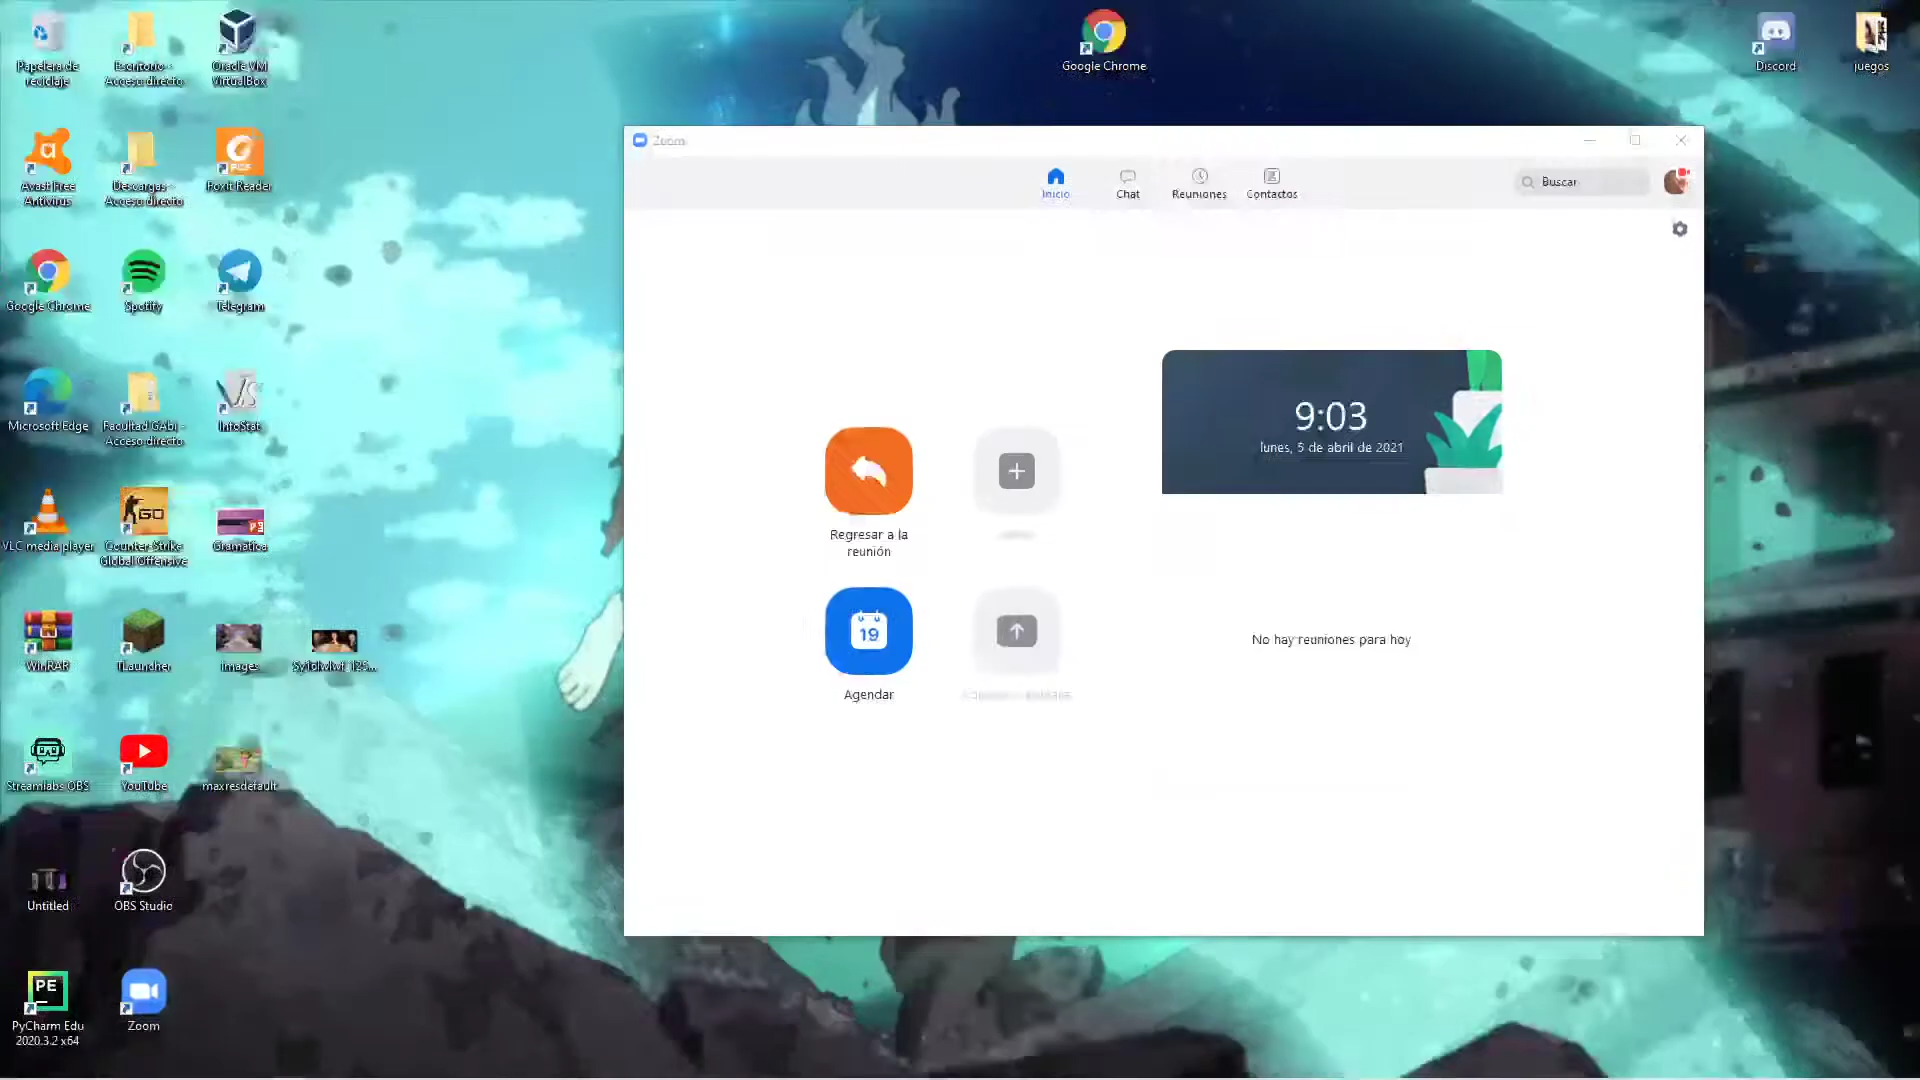 Papelera de
reciclaje
Escritorio -
Acceso directo
Oracle VM
VirtualBox
Google Chrome
Discord
juegos
Avast Free
Antivirus
Descargas -
Acceso directo
Foxit Reader
Google Chrome
Spotify
Telegram
Microsoft Edge
Facultad GAbi -
Acceso directo
InfoStat
VLC media player
Counter-Strike
Global Offensive
Gramatica
WinRAR
TLauncher
images
Streamlabs OBS
YouTube
maxresdefault
Untitled
OBS Studio
PE
PyCharm Edu
2020.3.2 x64
Zoom
Zoom
Inicio
Chat
Reuniones
Contactos
Buscar
9:03
lunes, 5 de abril de 2021
Regresar a la
reunión
19
Agendar
No hay reuniones para hoy